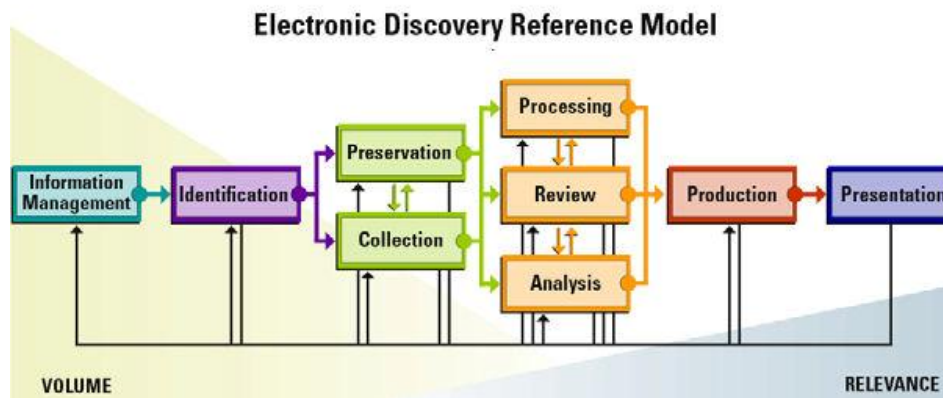 Electronic Discovery Reference Model
Processing
Preservation
Information
Management
Identification
Review
Production
Presentation
Collection
Analysis
VOLUME
RELEVANCE